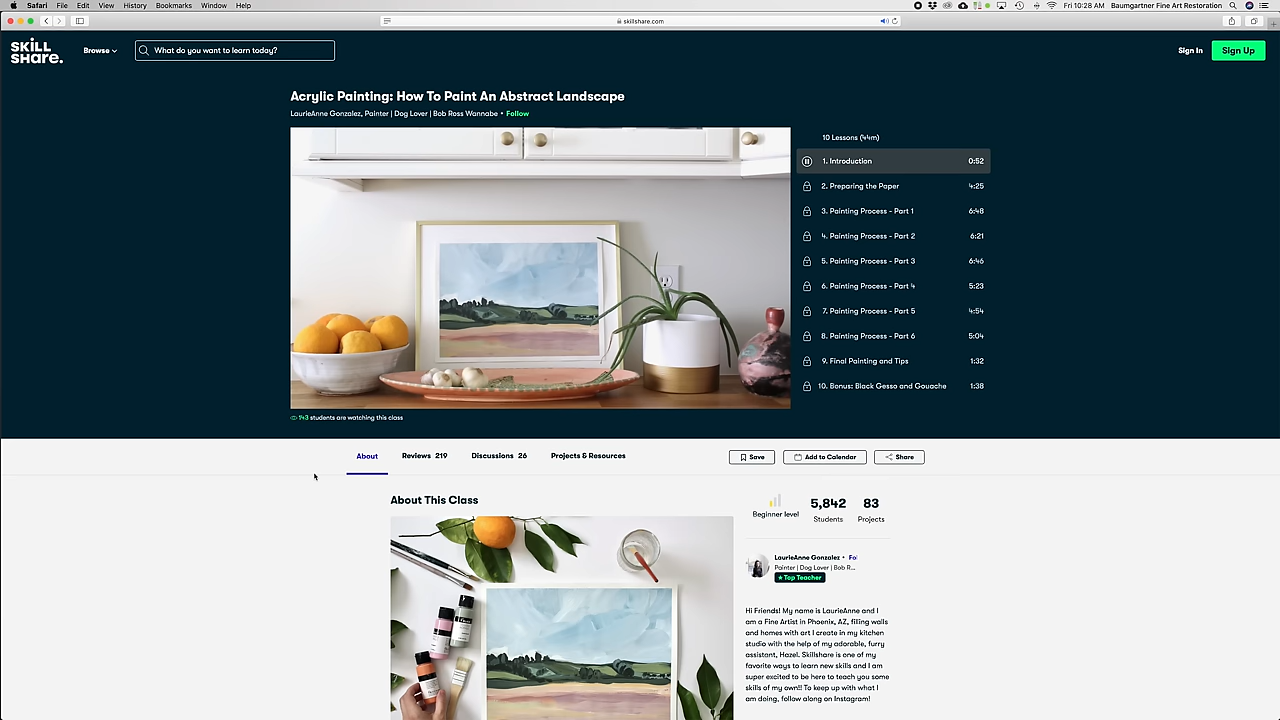 Safari File Edit View History Bookmarks Window Help
Fri 10:28 AM Baumgartner Fine Art Restoration
skillshare.com
SKILL
SHARE.
Browse
What do you want to learn today?
Sign In
Sign Up
Acrylic Painting: How To Paint An Abstract Landscape
LaurieAnne Gonzalez, Painter | Dog Lover | Bob Ross Wannabe • Follow
10 Lessons (44m)
1. Introduction 0:52
2. Preparing the Paper 4:25
3. Painting Process - Part 1 6:48
4. Painting Process - Part 2 6:21
5. Painting Process - Part 3 6:46
6. Painting Process - Part 4 5:23
7. Painting Process - Part 5 4:54
8. Painting Process - Part 6 5:04
9. Final Painting and Tips 1:32
10. Bonus: Black Gesso and Gouache 1:38
143 students are watching this class
About
Reviews 219
Discussions 26
Projects & Resources
Save
Add to Calendar
Share
About This Class
Beginner level
5,842
Students
83
Projects
LaurieAnne Gonzalez • Fol
Painter | Dog Lover | Bob R...
★ Top Teacher
Hi Friends! My name is LaurieAnne and I
am a Fine Artist in Phoenix, AZ, filling walls
and homes with art I create in my kitchen
studio with the help of my adorable, furry
assistant, Hazel. Skillshare is one of my
favorite ways to learn new skills and I am
super excited to be here to teach you some
skills of my own!! To keep up with what I
am doing, follow along on Instagram!